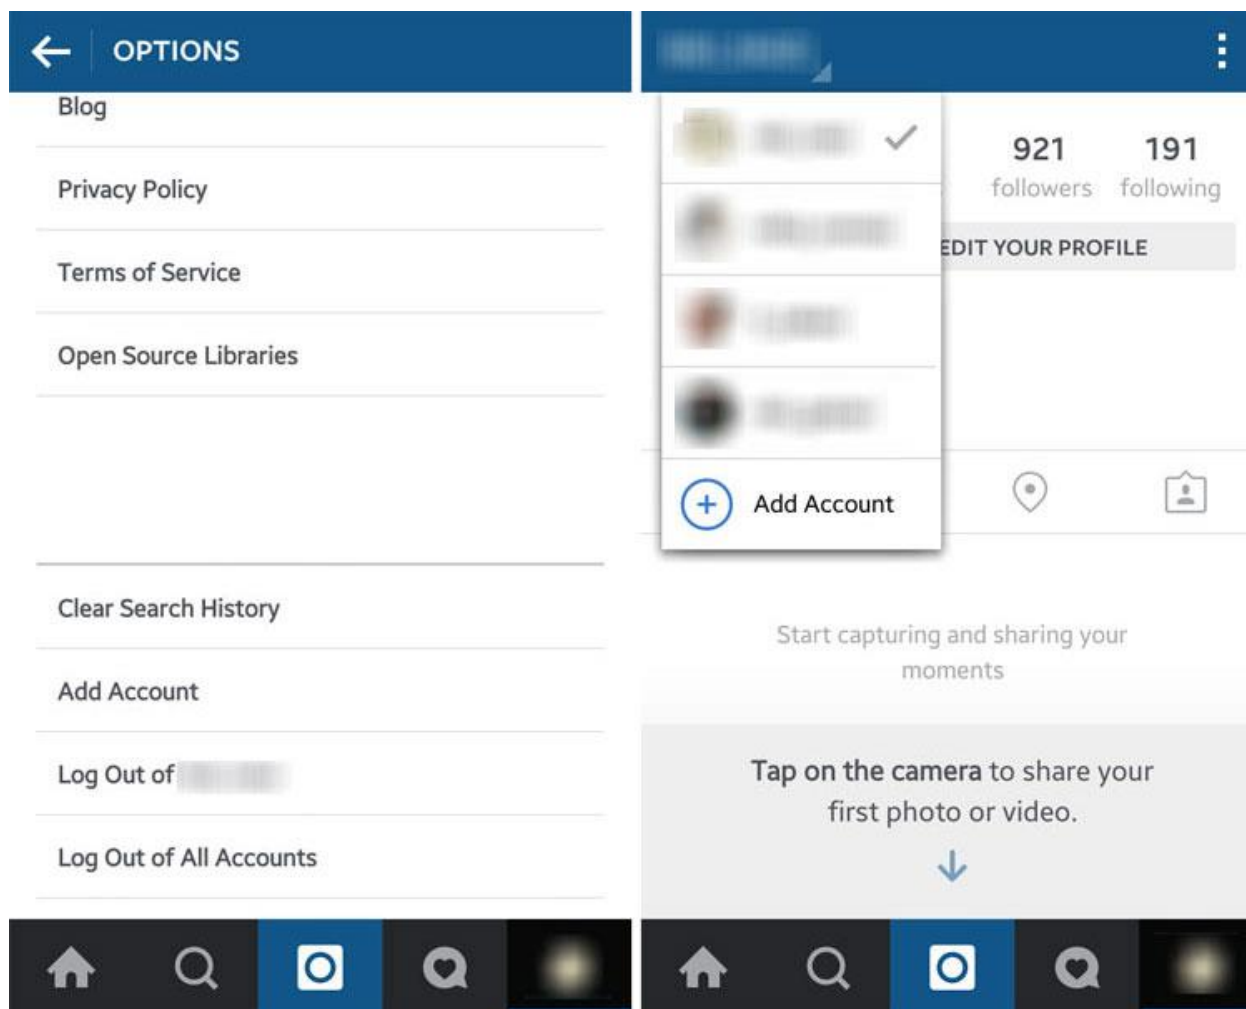 OPTIONS
Blog
Privacy Policy
Terms of Service
Open Source Libraries
Clear Search History
Add Account
Log Out of
Log Out of All Accounts
921
followers
191
following
EDIT YOUR PROFILE
Add Account
Start capturing and sharing your
moments
Tap on the camera to share your
first photo or video.